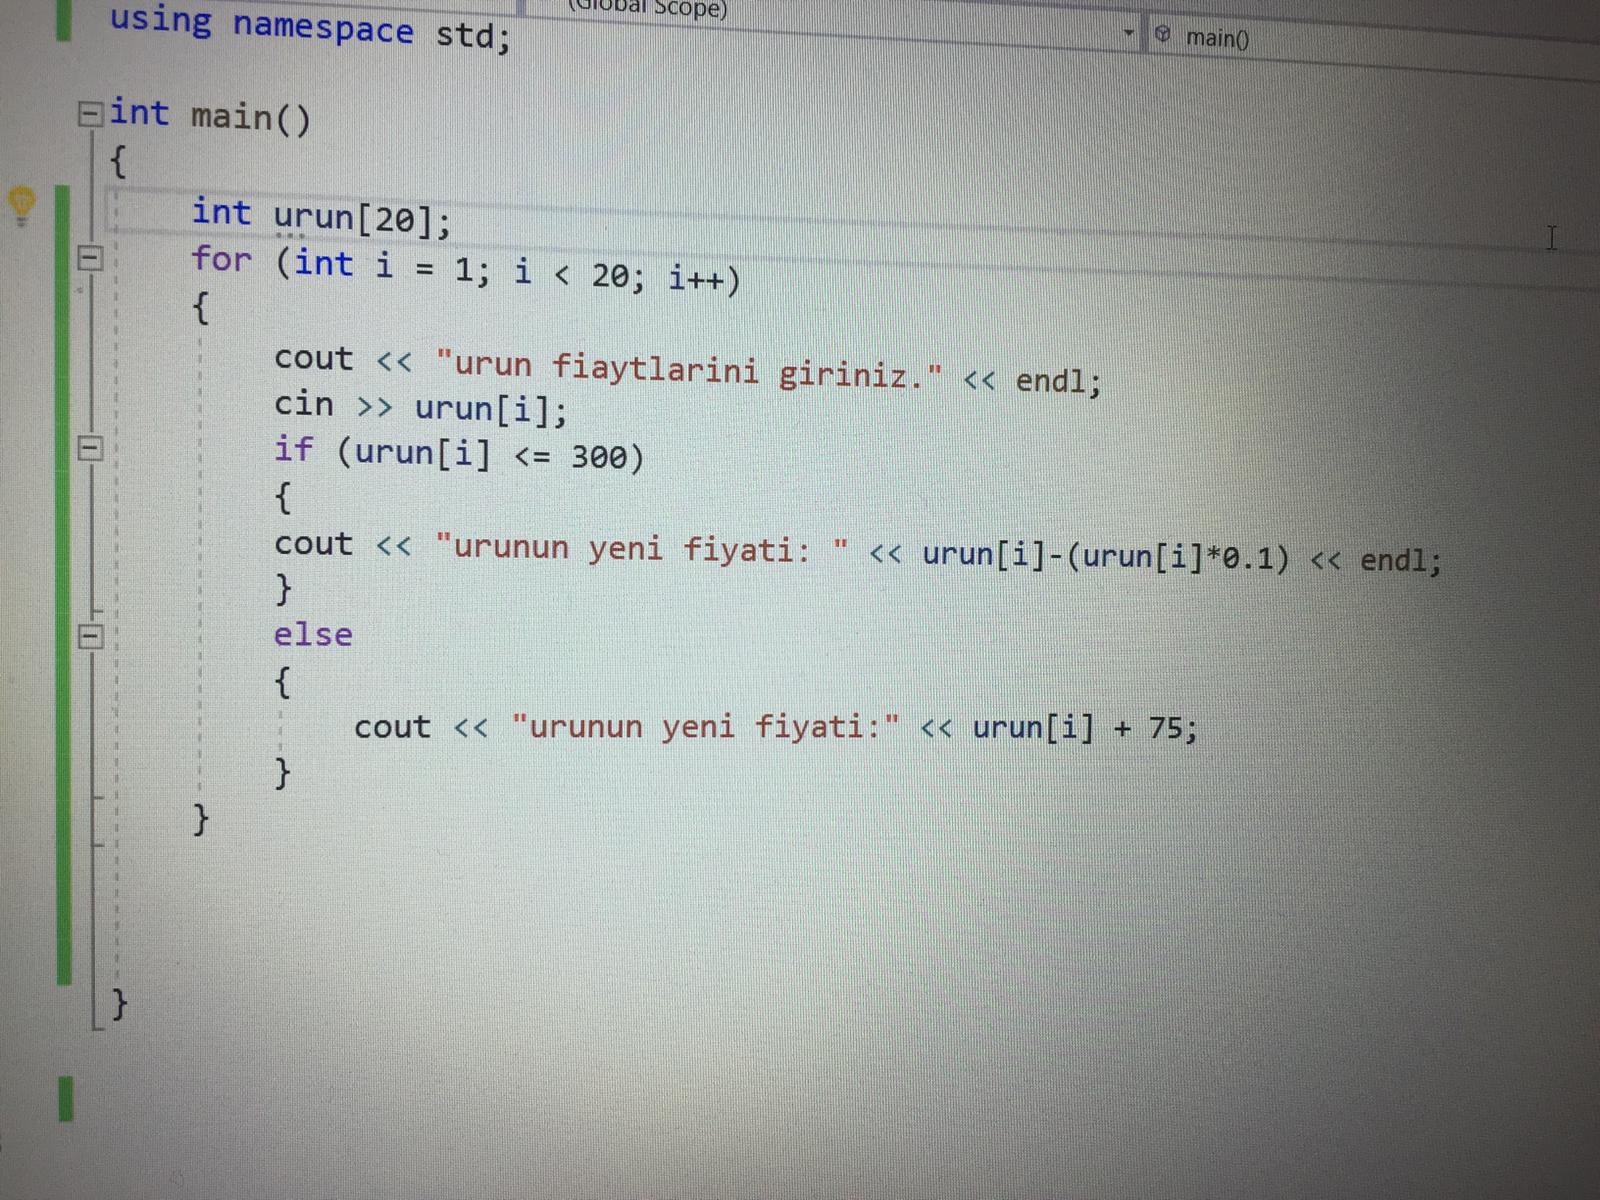 (Global Scope)
main()
using namespace std;
int main()
{
int urun[20];
for (int i = 1; i < 20; i++)
{
cout << "urun fiaytlarini giriniz." << endl;
cin >> urun[i];
if (urun[i] <= 300)
{
cout << "urunun yeni fiyati: " << urun[i]-(urun[i]*0.1) << endl;
}
else
{
cout << "urunun yeni fiyati:" << urun[i] + 75;
}
}
}